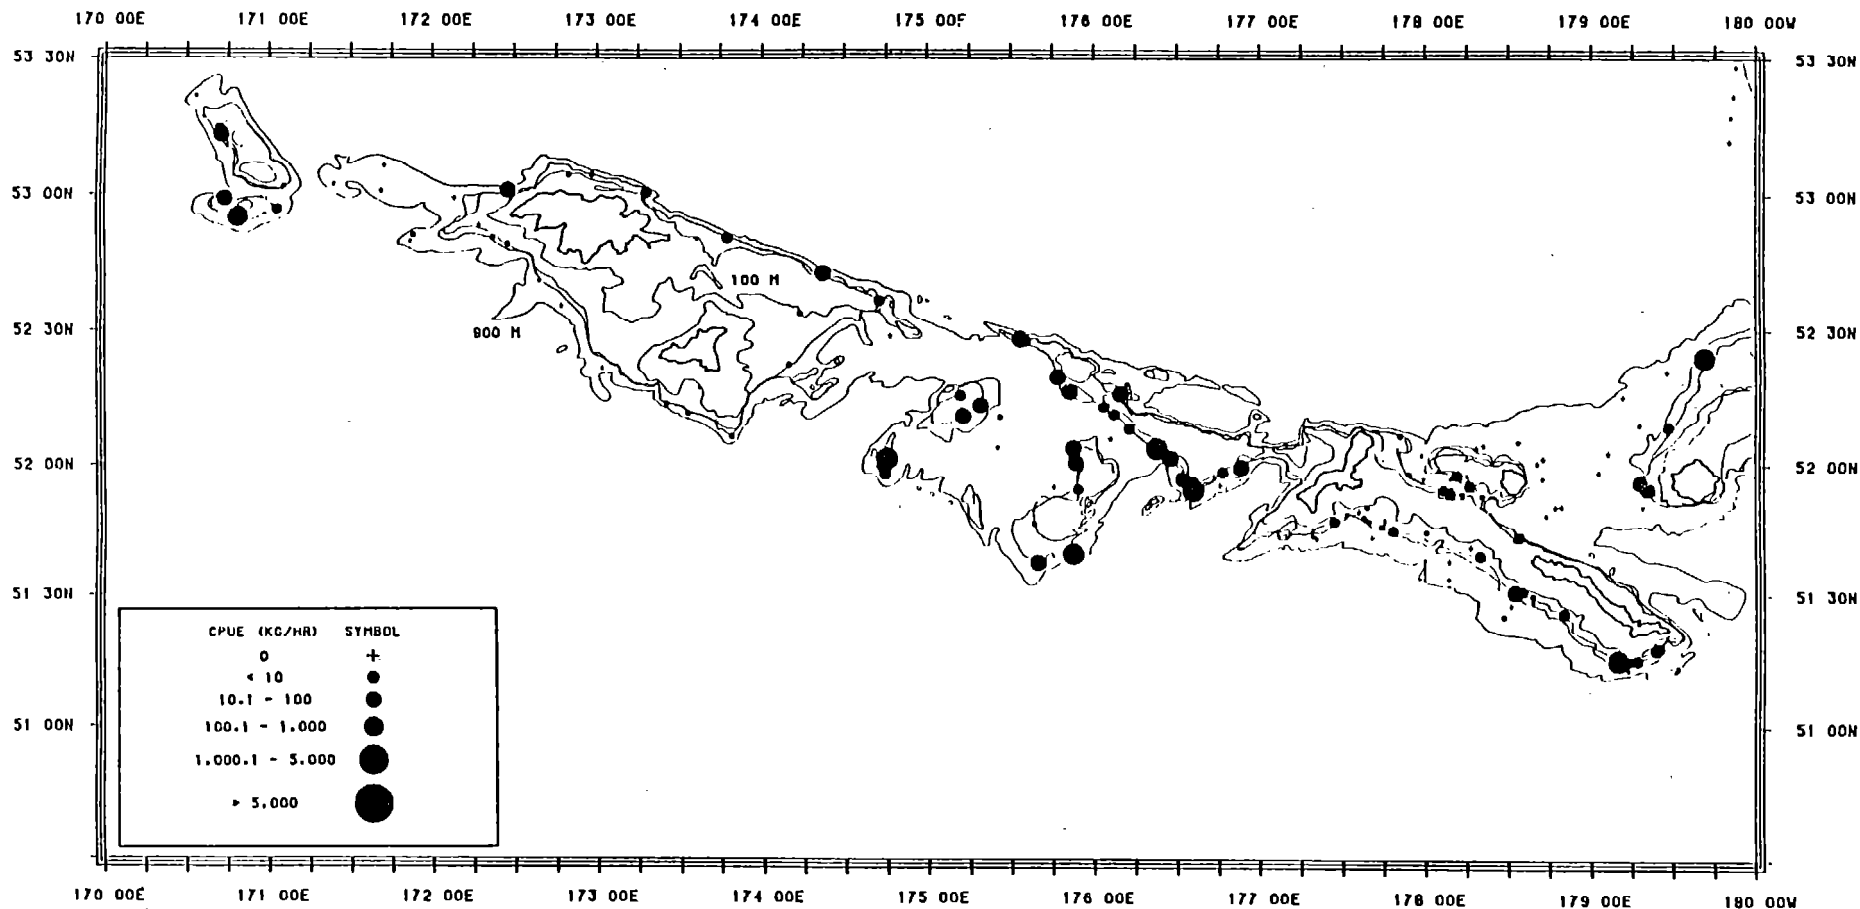 170 00E 171 00E 172 00E 173 00E 174 00E 175 00E 176 00E 177 00E 178 00E 179 00E 180 00W
53 30N 53 30N
53 00N 53 00N
100 M
900 M
52 30N 52 30N
52 00N 52 00N
51 30N 51 30N
CPUE (KG/HR) SYMBOL
0 +
< 10
10.1 - 100
100.1 - 1,000
1,000.1 - 5,000
> 5,000
51 00N 51 00N
170 00E 171 00E 172 00E 173 00E 174 00E 175 00E 176 00E 177 00E 178 00E 179 00E 180 00W